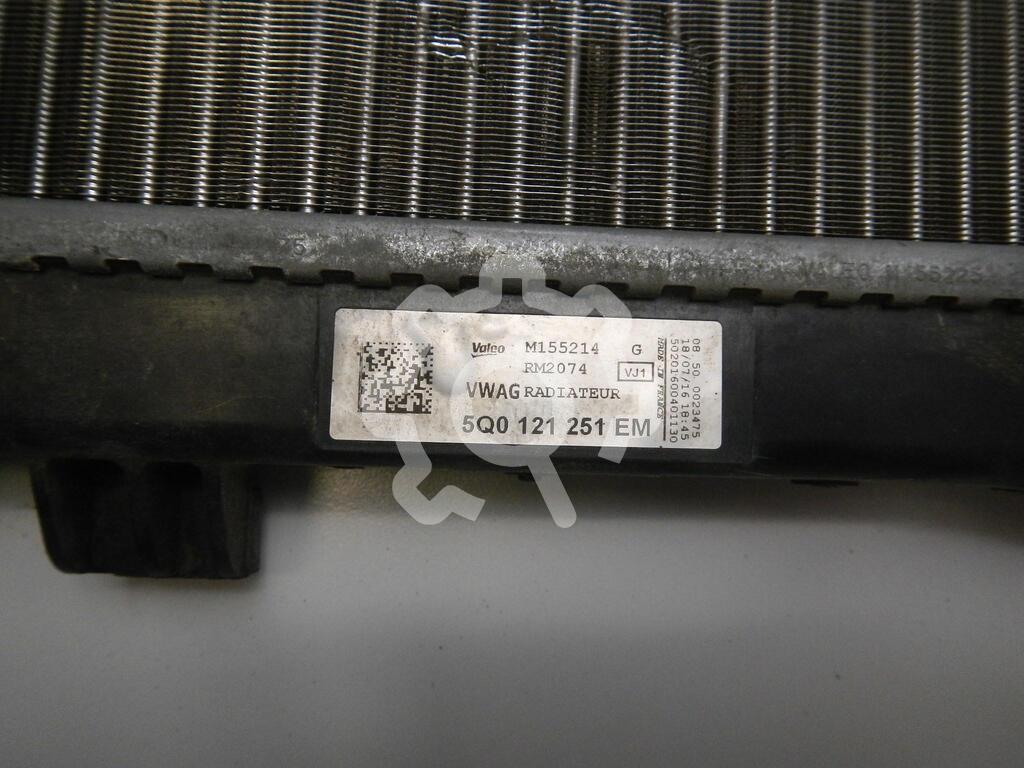 Valeo M155214 G
RM2074 VJ1
VWAG RADIATEUR
5Q0 121 251 EM
MADE IN FRANCE
08 50 0023475
18/07/16 18:45
50201600401130